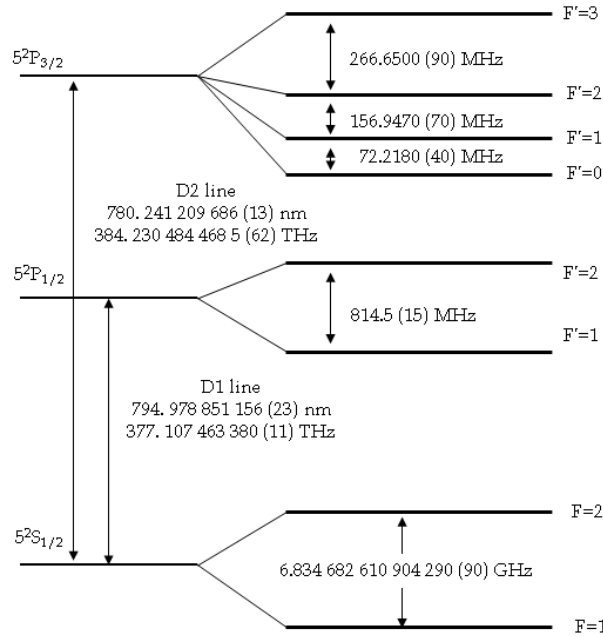 F′=3
5²P₃/₂
266.6500 (90) MHz
F′=2
156.9470 (70) MHz
F′=1
72.2180 (40) MHz
F′=0
D2 line
780. 241 209 686 (13) nm
384. 230 484 468 5 (62) THz
5²P₁/₂
F′=2
814.5 (15) MHz
F′=1
D1 line
794. 978 851 156 (23) nm
377. 107 463 380 (11) THz
F=2
5²S₁/₂
6.834 682 610 904 290 (90) GHz
F=1